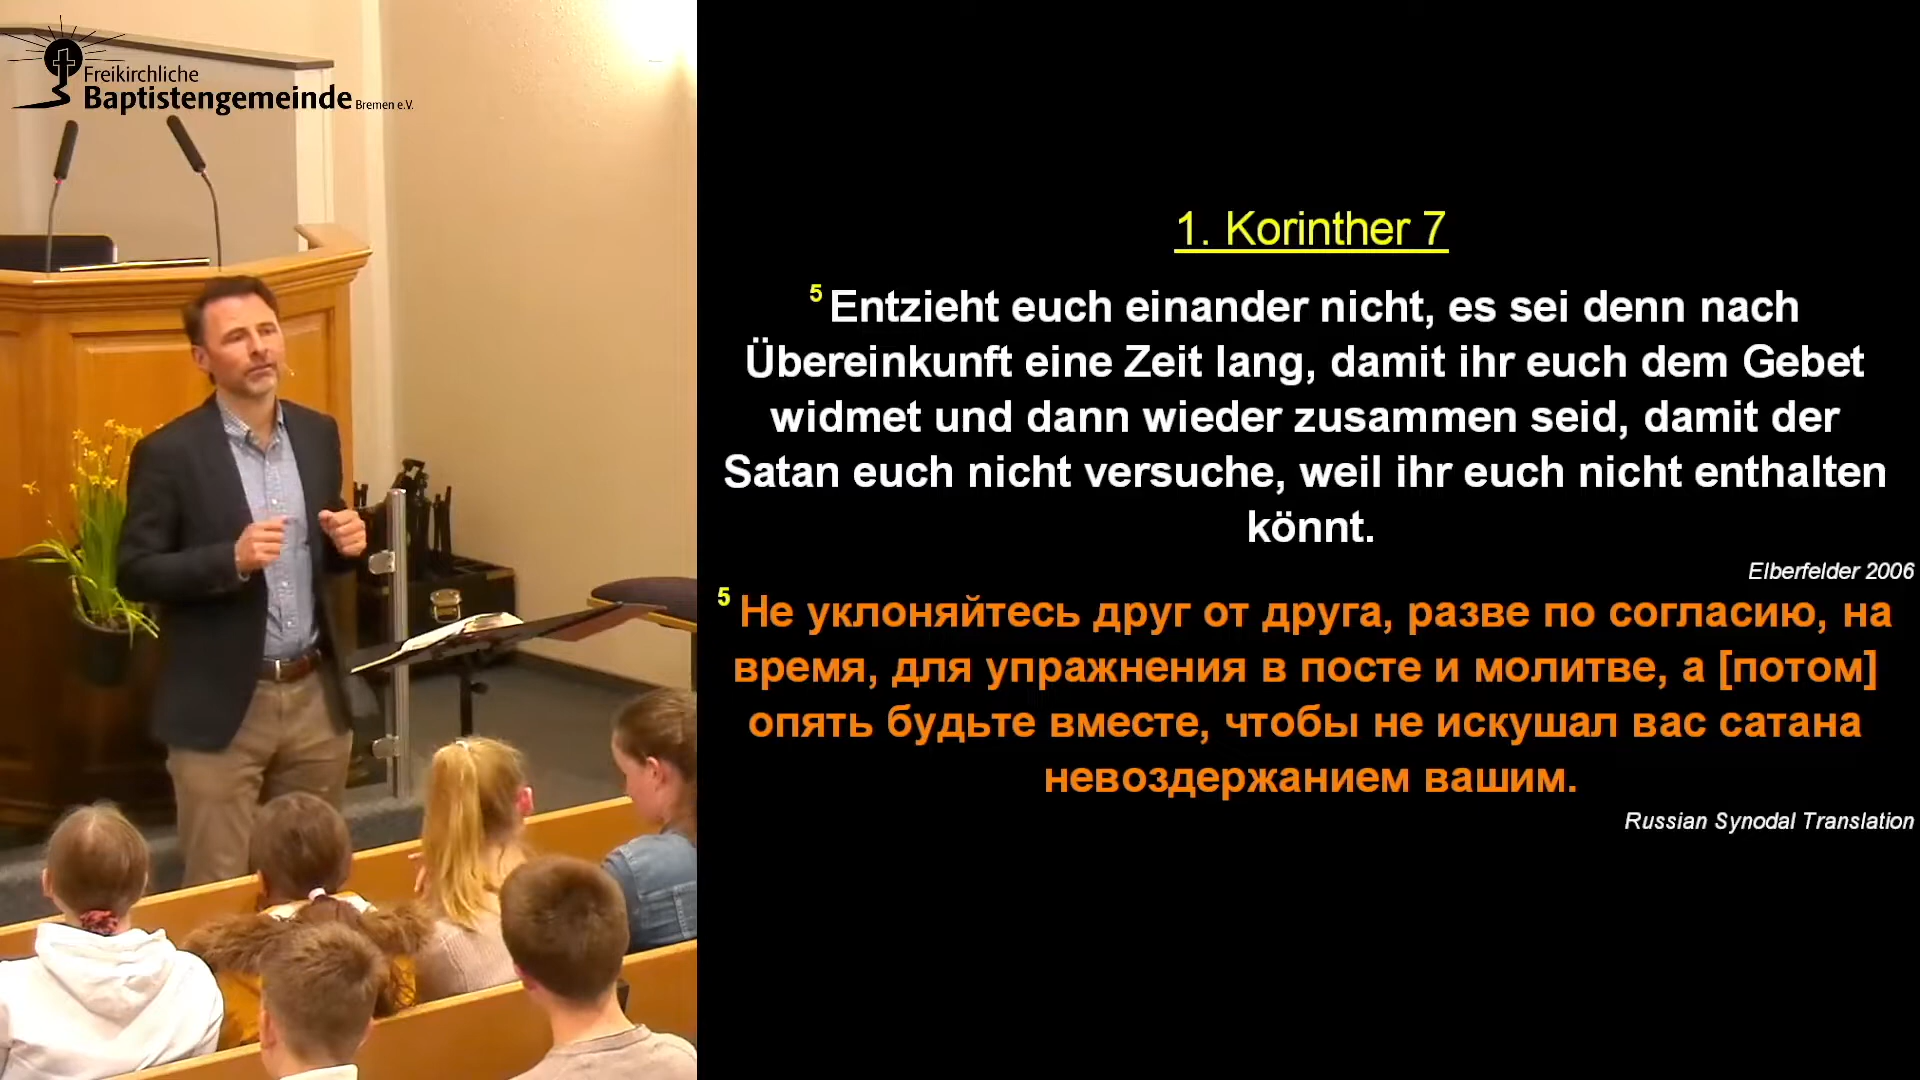 Freikirchliche
Baptistengemeinde Bremen e.V.
1. Korinther 7
5 Entzieht euch einander nicht, es sei denn nach
Übereinkunft eine Zeit lang, damit ihr euch dem Gebet
widmet und dann wieder zusammen seid, damit der
Satan euch nicht versuche, weil ihr euch nicht enthalten
könnt.
Elberfelder 2006
5 Не уклоняйтесь друг от друга, разве по согласию, на
время, для упражнения в посте и молитве, а [потом]
опять будьте вместе, чтобы не искушал вас сатана
невоздержанием вашим.
Russian Synodal Translation